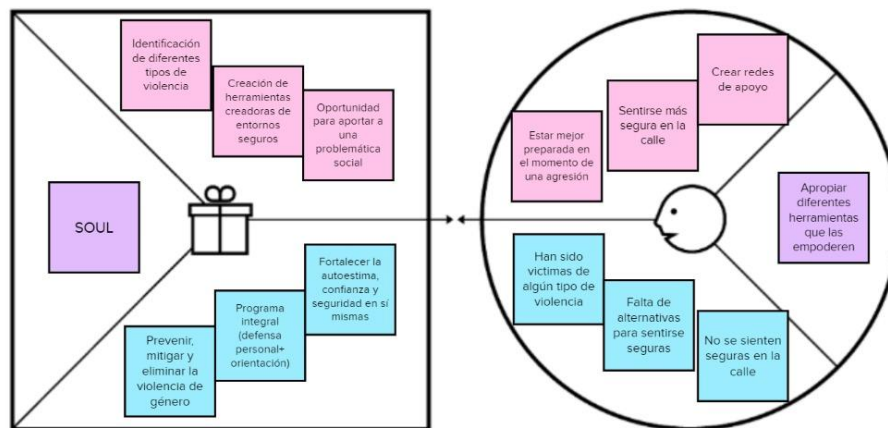 Identificación
de diferentes
tipos de
violencia
Creación de
herramientas
creadoras de
entornos
seguros
Oportunidad
para aportar a
una
problemática
social
SOUL
Fortalecer la
autoestima,
confianza y
seguridad en sí
mismas
Programa
integral
(defensa
personal+
orientación)
Prevenir,
mitigar y
eliminar la
violencia de
género
Crear redes
de apoyo
Sentirse más
segura en la
calle
Estar mejor
preparada en
el momento de
una agresión
Apropiar
diferentes
herramientas
que las
empoderen
Han sido
victimas de
algún tipo de
violencia
Falta de
alternativas
para sentirse
seguras
No se sienten
seguras en la
calle